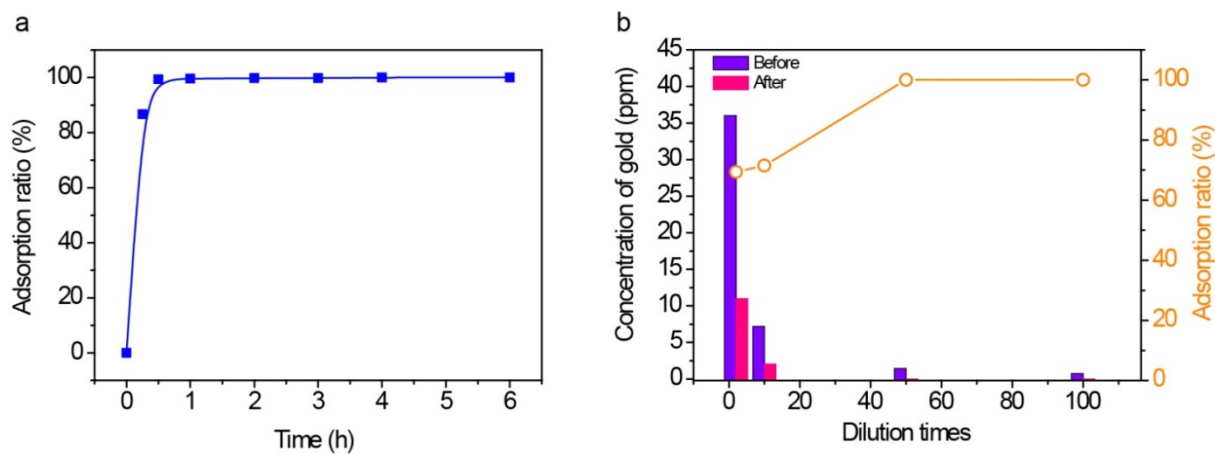 a
Adsorption ratio (%)
100
80
60
40
20
0
0 1 2 3 4 5 6
Time (h)
b
Concentration of gold (ppm)
45
40
35
30
25
20
15
10
5
0
Before
After
0 20 40 60 80 100
Dilution times
100
80
60
40
20
0
Adsorption ratio (%)